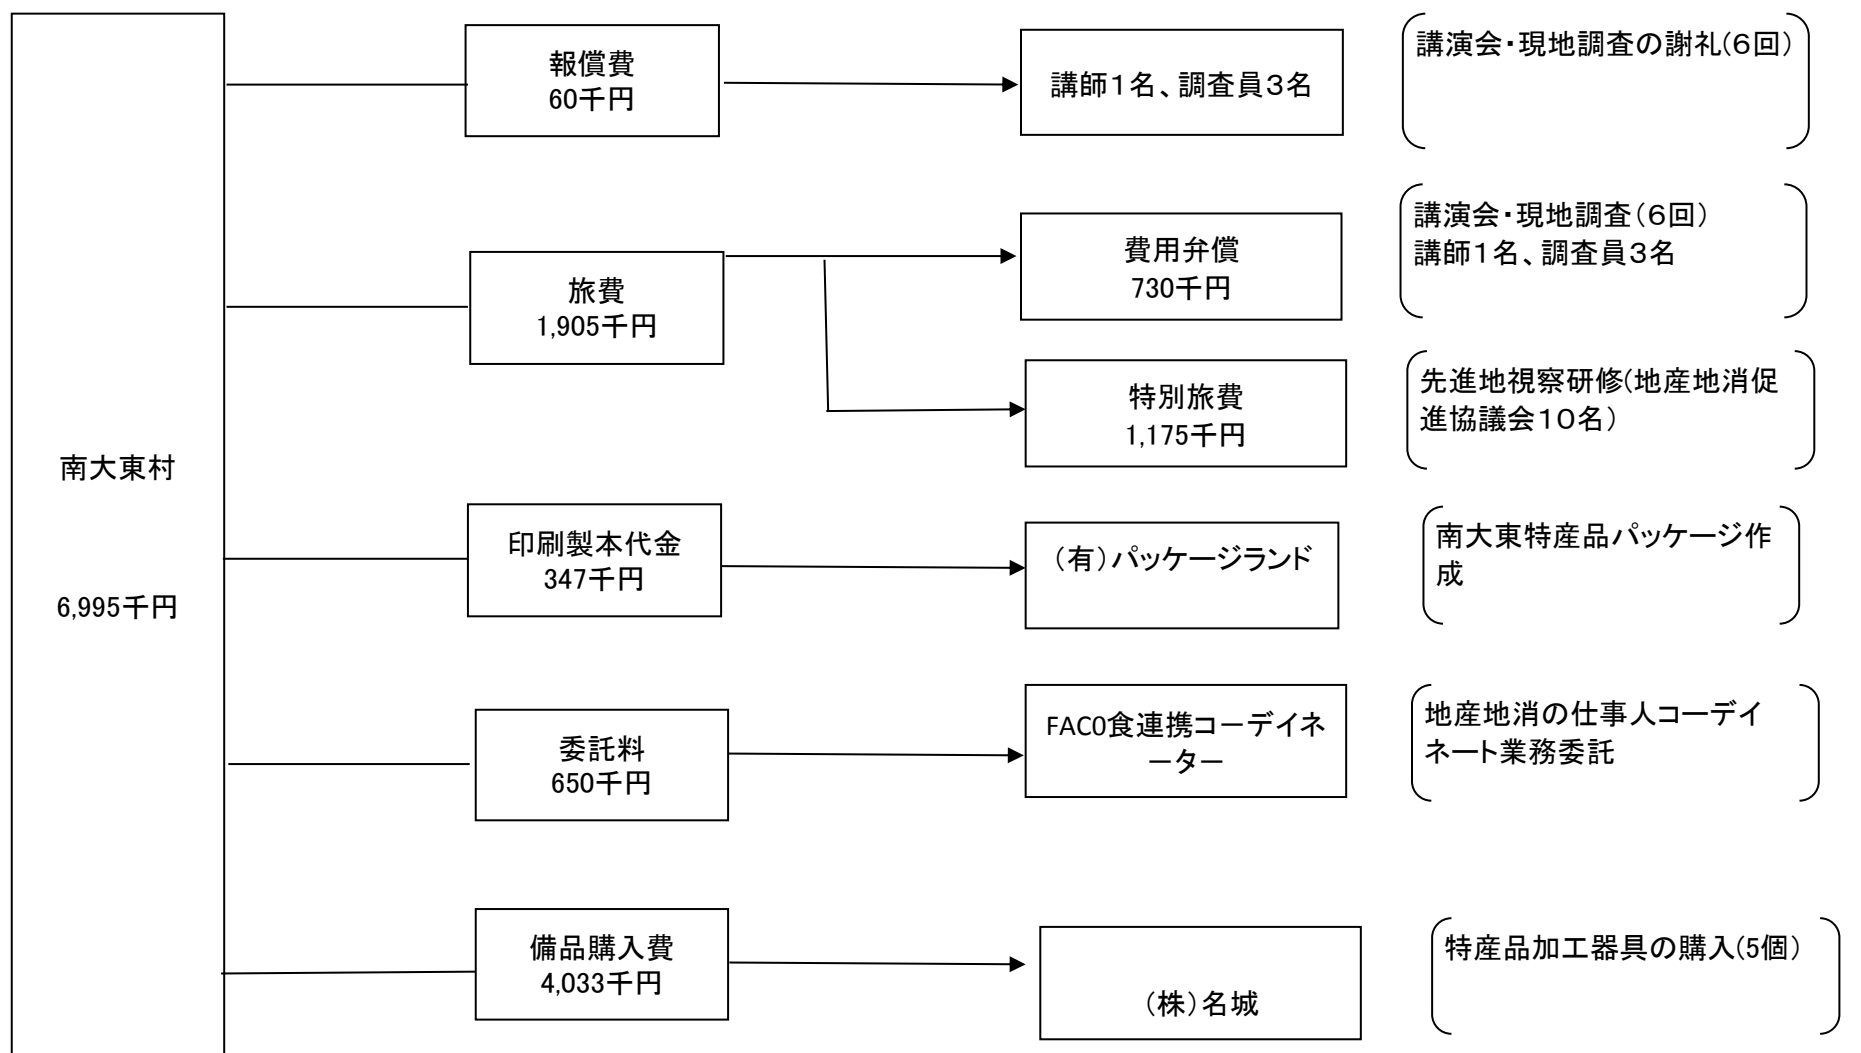 南大東村
6,995千円
報償費
60千円
講師1名、調査員3名
講演会・現地調査の謝礼(6回)
旅費
1,905千円
費用弁償
730千円
講演会・現地調査(6回)
講師1名、調査員3名
特別旅費
1,175千円
先進地視察研修(地産地消促
進協議会10名)
印刷製本代金
347千円
(有)パッケージランド
南大東特産品パッケージ作
成
委託料
650千円
FACO食連携コーデイネ
ーター
地産地消の仕事人コーデイ
ネート業務委託
備品購入費
4,033千円
(株)名城
特産品加工器具の購入(5個)